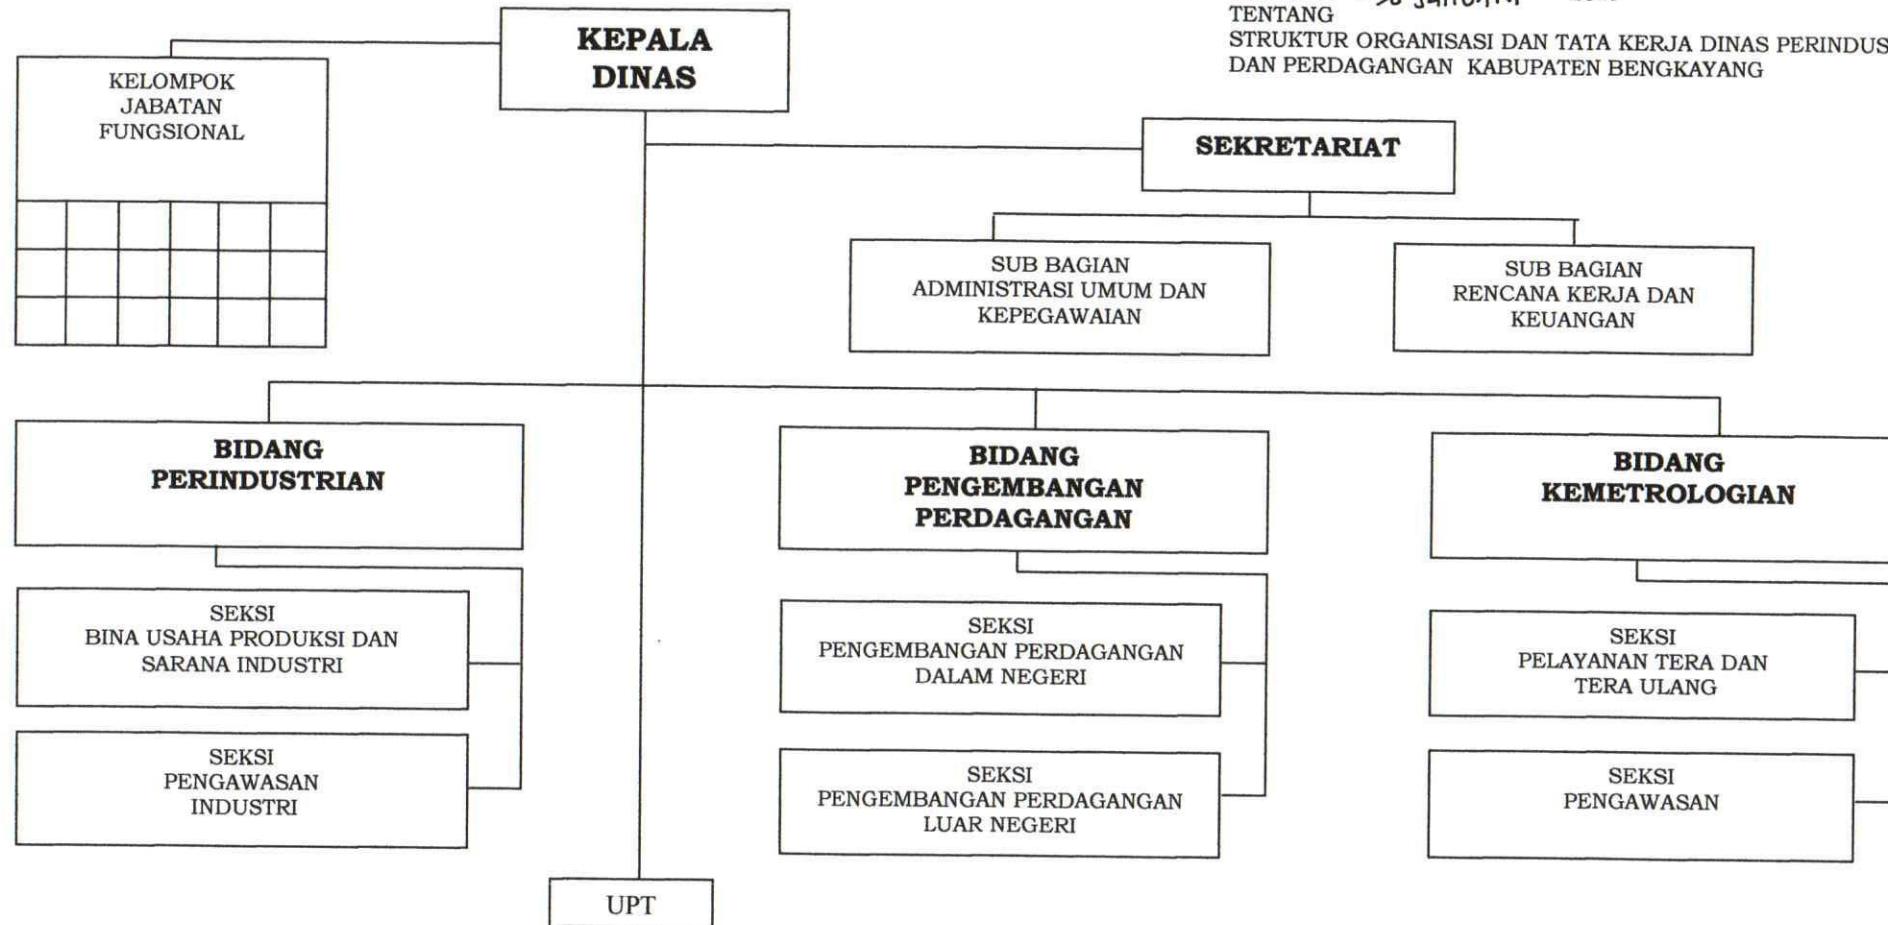 TENTANG
STRUKTUR ORGANISASI DAN TATA KERJA DINAS PERINDUS
DAN PERDAGANGAN KABUPATEN BENGKAYANG
KEPALA
DINAS
KELOMPOK
JABATAN
FUNGSIONAL
SEKRETARIAT
SUB BAGIAN
ADMINISTRASI UMUM DAN
KEPEGAWAIAN
SUB BAGIAN
RENCANA KERJA DAN
KEUANGAN
BIDANG
PERINDUSTRIAN
BIDANG
PENGEMBANGAN
PERDAGANGAN
BIDANG
KEMETROLOGIAN
SEKSI
BINA USAHA PRODUKSI DAN
SARANA INDUSTRI
SEKSI
PENGEMBANGAN PERDAGANGAN
DALAM NEGERI
SEKSI
PELAYANAN TERA DAN
TERA ULANG
SEKSI
PENGAWASAN
INDUSTRI
SEKSI
PENGEMBANGAN PERDAGANGAN
LUAR NEGERI
SEKSI
PENGAWASAN
UPT